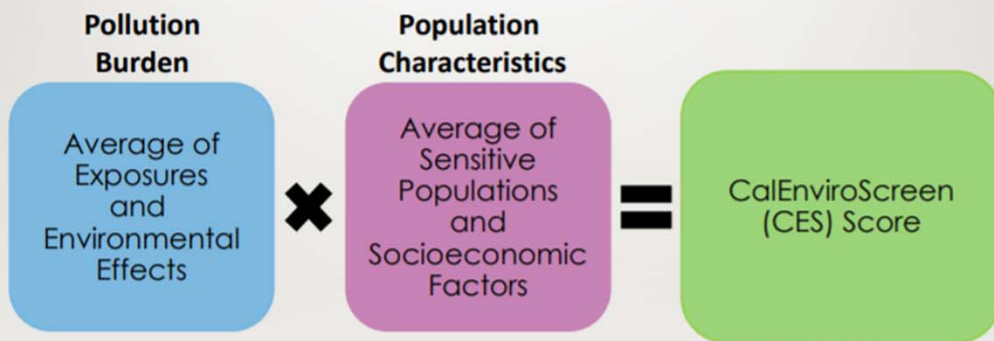 Pollution
Burden
Population
Characteristics
Average of
Exposures
and
Environmental
Effects
Average of
Sensitive
Populations
and
Socioeconomic
Factors
CalEnviroScreen
(CES) Score